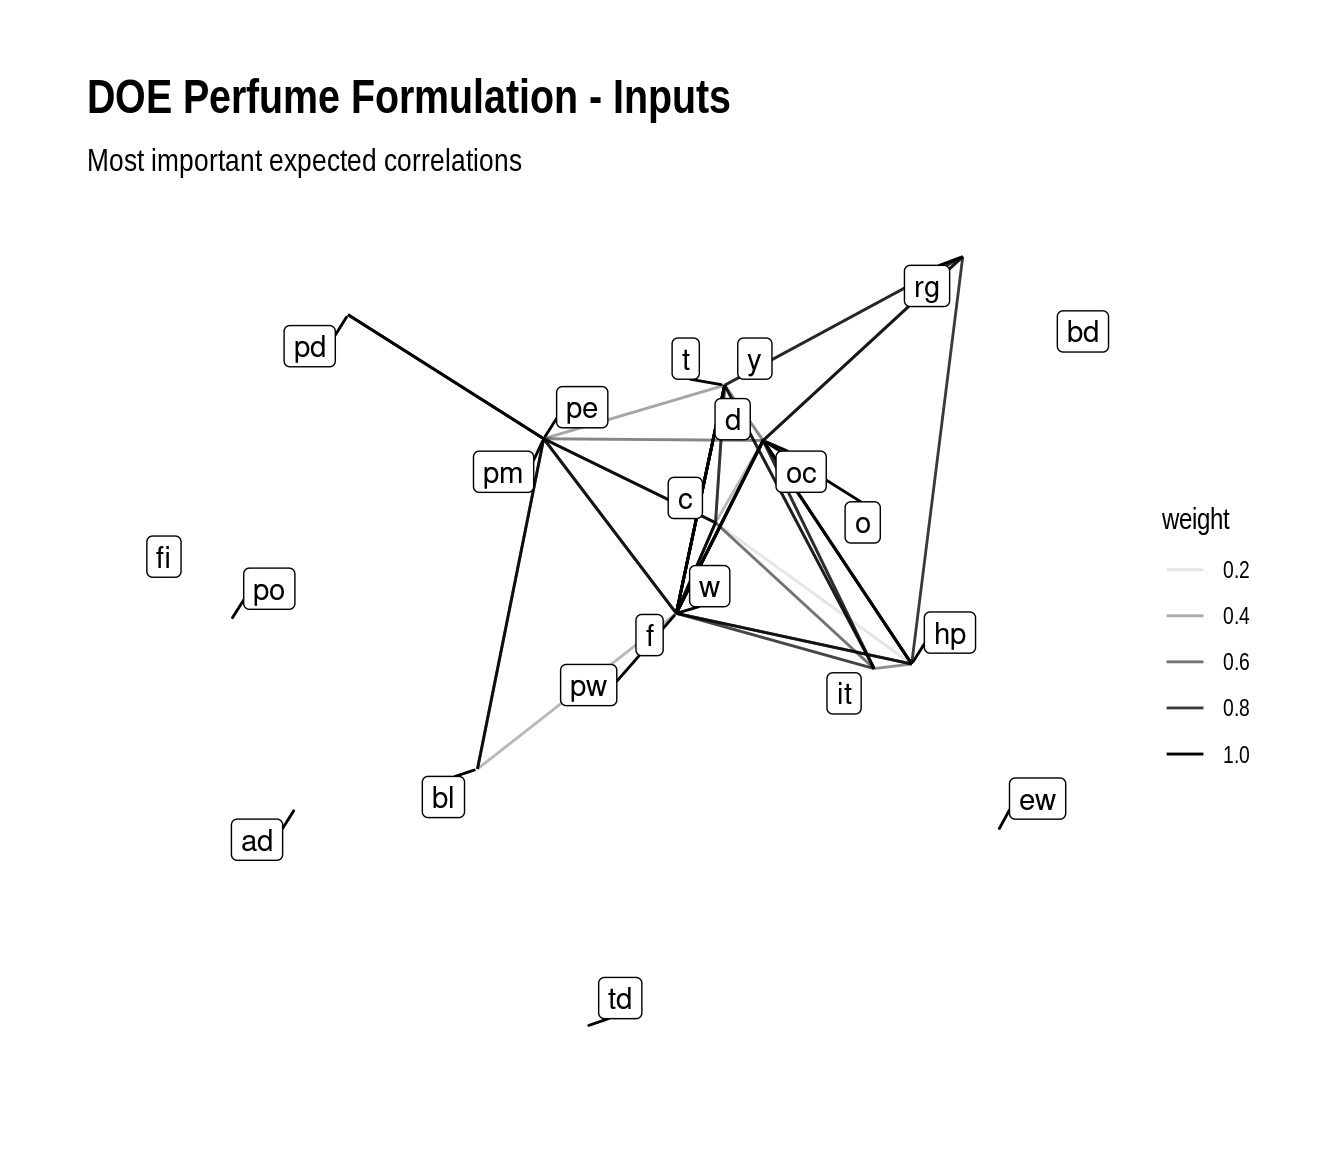 DOE Perfume Formulation - Inputs
Most important expected correlations
rg
bd
pd
t
y
pe
d
pm
oc
c
o
weight
fi
0.2
po
w
0.4
f
hp
0.6
pw
it
0.8
1.0
bl
ew
ad
td